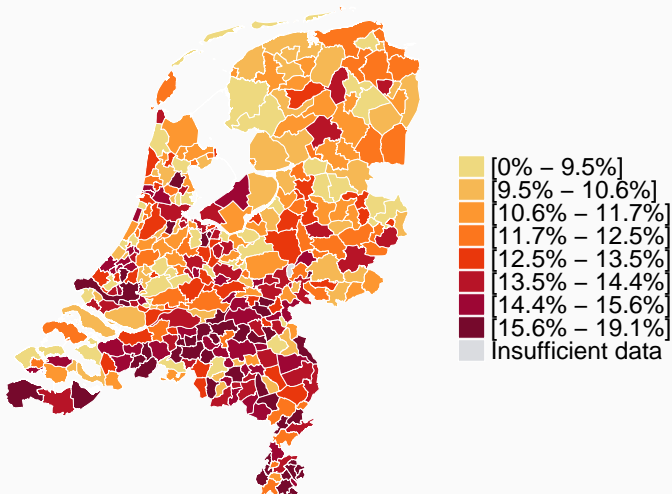 [0% – 9.5%]
[9.5% – 10.6%]
[10.6% – 11.7%]
[11.7% – 12.5%]
[12.5% – 13.5%]
[13.5% – 14.4%]
[14.4% – 15.6%]
[15.6% – 19.1%]
Insufficient data